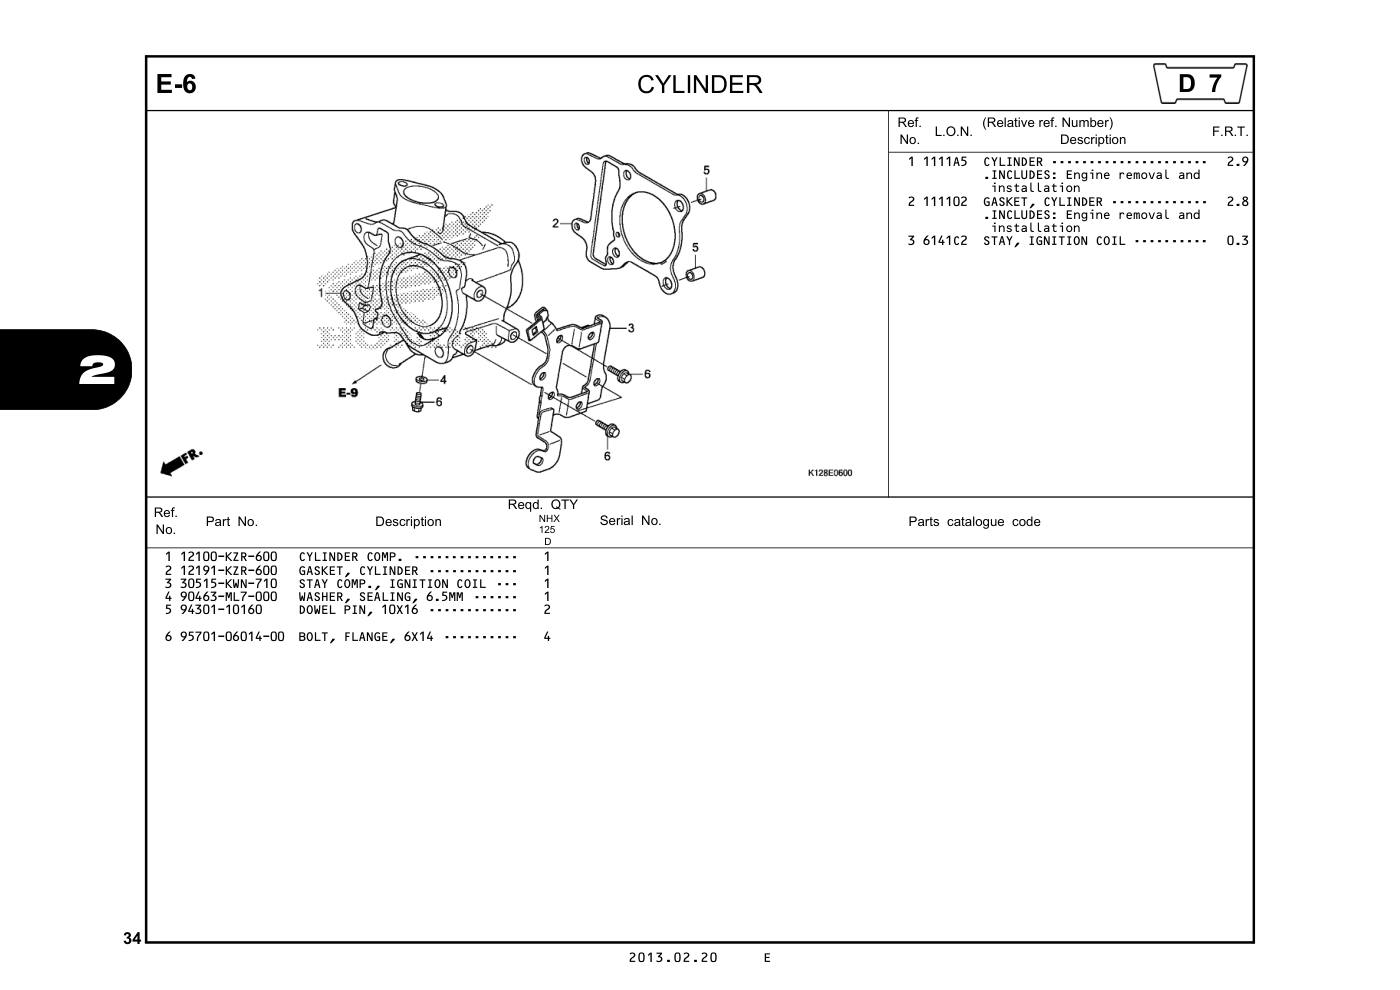 E-6
CYLINDER
D 7
Ref. No. L.O.N. (Relative ref. Number) Description F.R.T.
1 1111A5 CYLINDER --------------------- 2.9
.INCLUDES: Engine removal and
installation
2 111102 GASKET, CYLINDER ------------- 2.8
.INCLUDES: Engine removal and
installation
3 6141C2 STAY, IGNITION COIL ---------- 0.3
5
2
5
1
3
6
4
6
E-9
6
FR.
K128E0600
HONDA
2
Ref. No. Part No. Description Reqd. QTY Serial No. Parts catalogue code
NHX
125
D
1 12100-KZR-600 CYLINDER COMP. -------------- 1
2 12191-KZR-600 GASKET, CYLINDER ------------ 1
3 30515-KWN-710 STAY COMP., IGNITION COIL --- 1
4 90463-ML7-000 WASHER, SEALING, 6.5MM ------ 1
5 94301-10160 DOWEL PIN, 10X16 ------------ 2
6 95701-06014-00 BOLT, FLANGE, 6X14 ---------- 4
34
2013.02.20 E